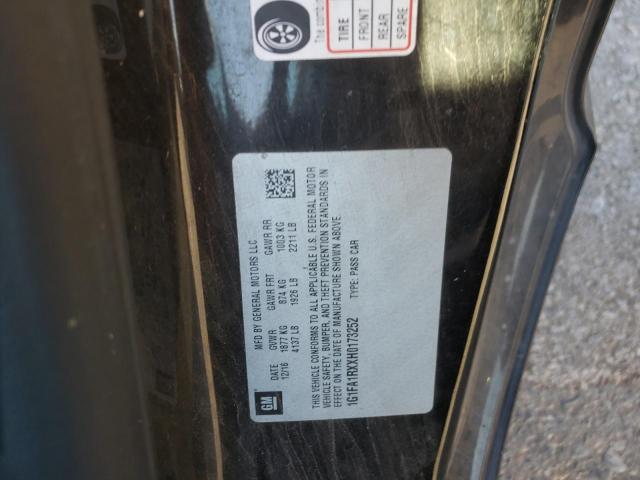 The comb
TIRE
FRONT
REAR
SPARE
GM
MFD BY GENERAL MOTORS LLC
DATE GVWR GAWR FRT GAWR RR
12/16 1877 KG 874 KG 1003 KG
4137 LB 1926 LB 2211 LB
THIS VEHICLE CONFORMS TO ALL APPLICABLE U.S. FEDERAL MOTOR
VEHICLE SAFETY, BUMPER, AND THEFT PREVENTION STANDARDS IN
EFFECT ON THE DATE OF MANUFACTURE SHOWN ABOVE.
1G1FA1RXXH0173252 TYPE: PASS CAR